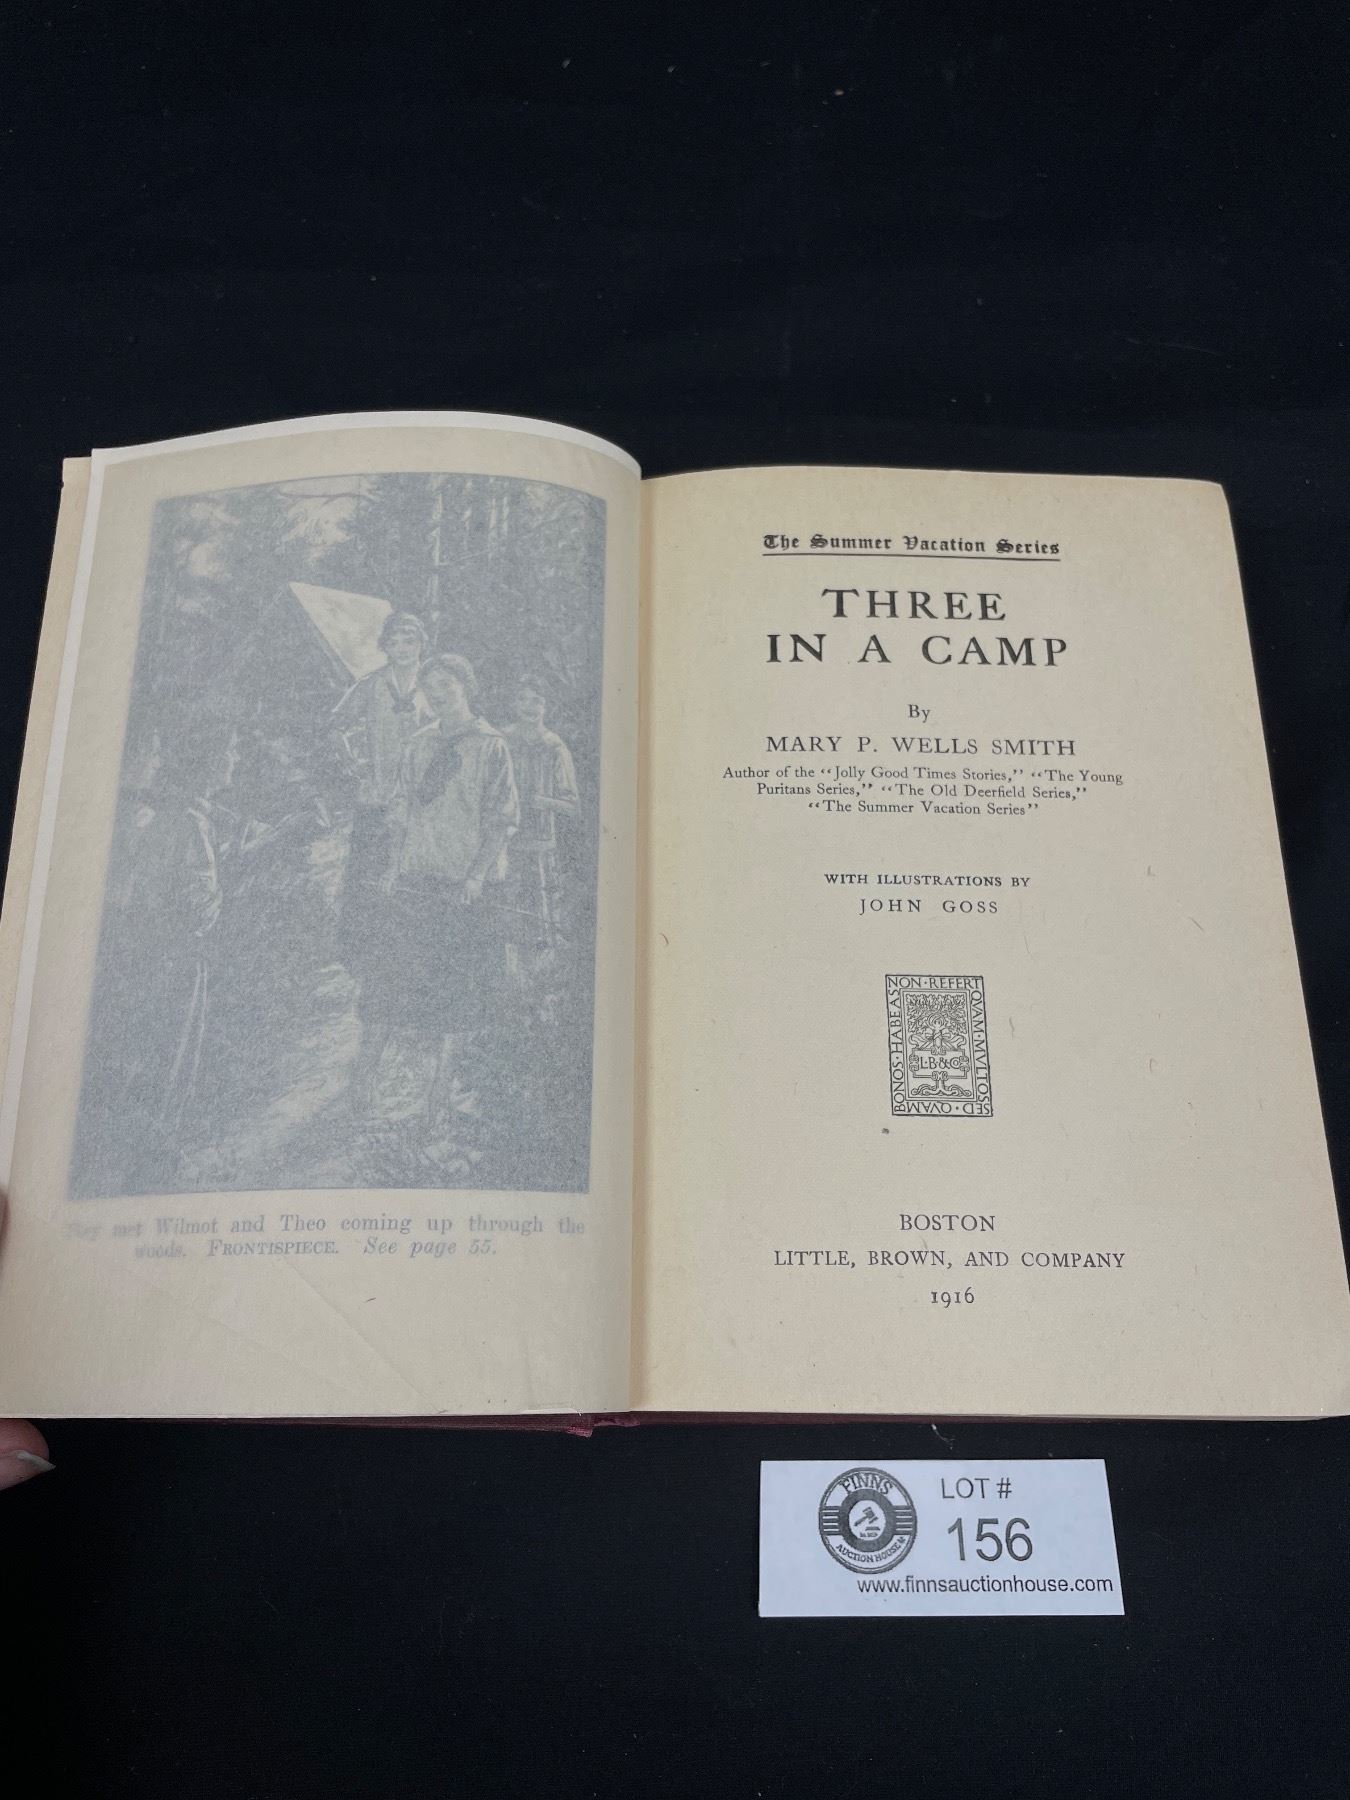 They met Wilmot and Theo coming up through the
woods. FRONTISPIECE. See page 55.
The Summer Vacation Series
THREE
IN A CAMP
By
MARY P. WELLS SMITH
Author of the “Jolly Good Times Stories,” “The Young
Puritans Series,” “The Old Deerfield Series,”
“The Summer Vacation Series”
WITH ILLUSTRATIONS BY
JOHN GOSS
NON·REFERT
QVAM·MVLTOS
SED·QVAM
BONOS·HABEAS
L·B·&Co
BOSTON
LITTLE, BROWN, AND COMPANY
1916
FINNS
AUCTION HOUSE
LOT #
156
www.finnsauctionhouse.com